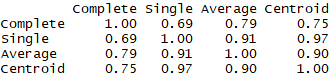 Complete Single Average Centroid
Complete 1.00 0.69 0.79 0.75
Single 0.69 1.00 0.91 0.97
Average 0.79 0.91 1.00 0.90
Centroid 0.75 0.97 0.90 1.00